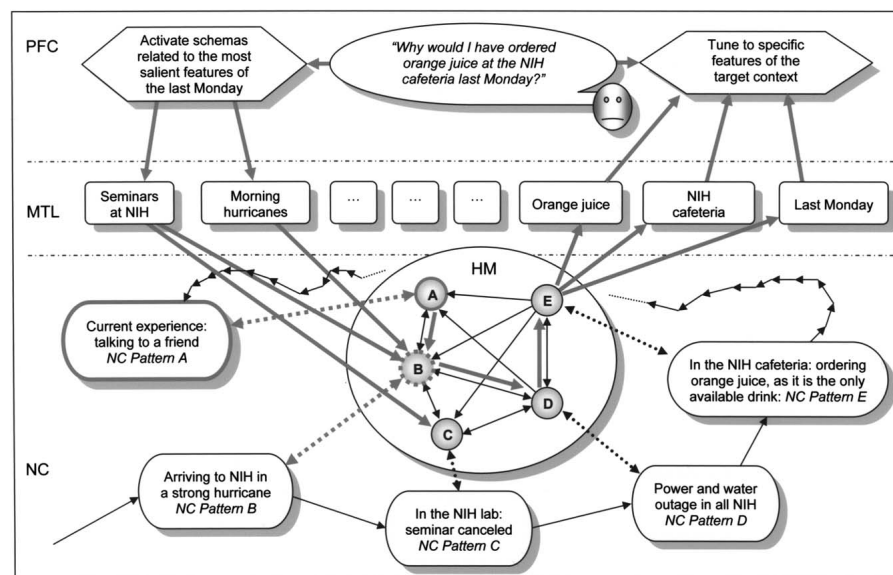 PFC
Activate schemas
related to the most
salient features of
the last Monday
"Why would I have ordered
orange juice at the NIH
cafeteria last Monday?"
Tune to specific
features of the
target context
MTL
Seminars
at NIH
Morning
hurricanes
...
...
...
Orange juice
NIH
cafeteria
Last Monday
HM
A
E
B
D
C
Current experience:
talking to a friend
NC Pattern A
In the NIH cafeteria: ordering
orange juice, as it is the only
available drink: NC Pattern E
NC
Arriving to NIH in
a strong hurricane
NC Pattern B
In the NIH lab:
seminar canceled
NC Pattern C
Power and water
outage in all NIH
NC Pattern D